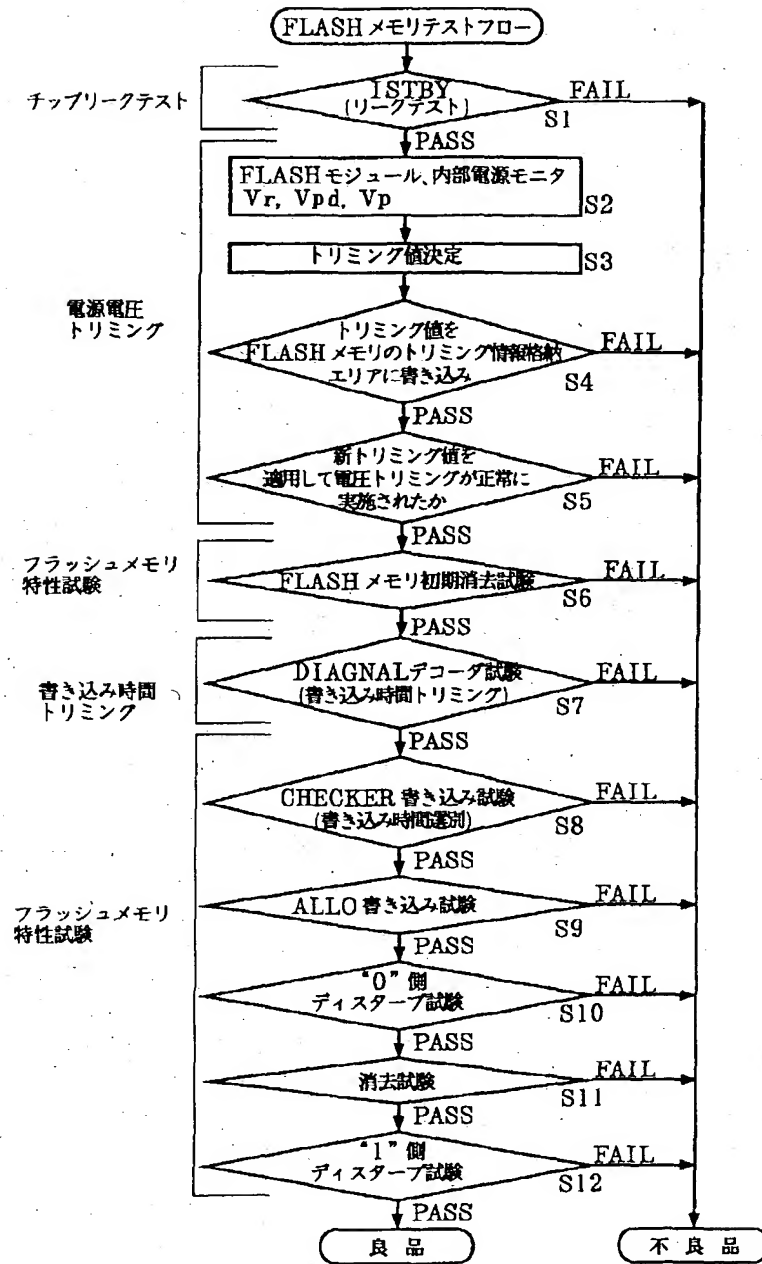 FLASHメモリテストフロー
チップリークテスト
ISTBY
(リークテスト)
FAIL
S1
PASS
FLASHモジュール、内部電源モニタ
Vr, Vpd, Vp
S2
トリミング値決定
S3
電源電圧
トリミング
トリミング値を
FLASHメモリのトリミング情報格納
エリアに書き込み
FAIL
S4
PASS
新トリミング値を
適用して電圧トリミングが正常に
実施されたか
FAIL
S5
PASS
フラッシュメモリ
特性試験
FLASHメモリ初期消去試験
FAIL
S6
PASS
書き込み時間
トリミング
DIAGNALデコーダ試験
(書き込み時間トリミング)
FAIL
S7
PASS
CHECKER書き込み試験
(書き込み時間選別)
FAIL
S8
PASS
フラッシュメモリ
特性試験
ALL0書き込み試験
FAIL
S9
PASS
“0”側
ディスターブ試験
FAIL
S10
PASS
消去試験
FAIL
S11
PASS
“1”側
ディスターブ試験
FAIL
S12
PASS
良品
不良品